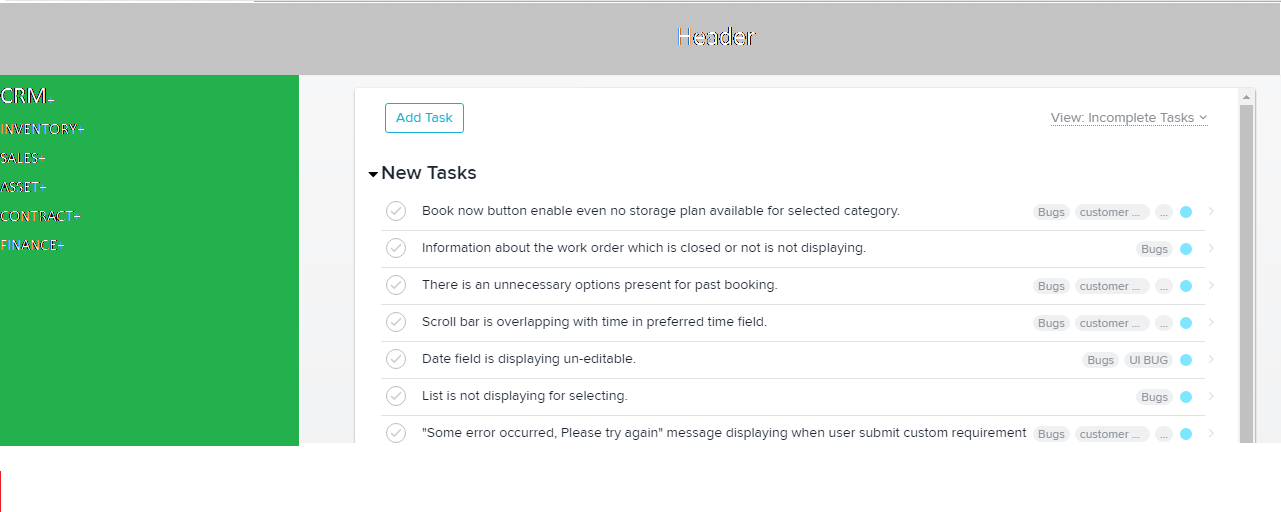 Header
CRM+
INVENTORY+
SALES+
ASSET+
CONTRACT+
FINANCE+
Add Task
View: Incomplete Tasks
New Tasks
Book now button enable even no storage plan available for selected category. Bugs customer ... ...
Information about the work order which is closed or not is not displaying. Bugs
There is an unnecessary options present for past booking. Bugs customer ... ...
Scroll bar is overlapping with time in preferred time field. Bugs customer ... ...
Date field is displaying un-editable. Bugs UI BUG
List is not displaying for selecting. Bugs
"Some error occurred, Please try again" message displaying when user submit custom requirement Bugs customer ... ...